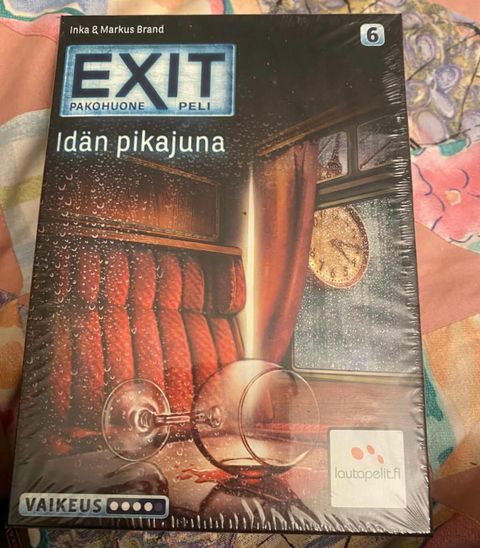 Inka & Markus Brand
6
EXIT
PAKOHUONE PELI
Idän pikajuna
lautapelit.fi
VAIKEUS